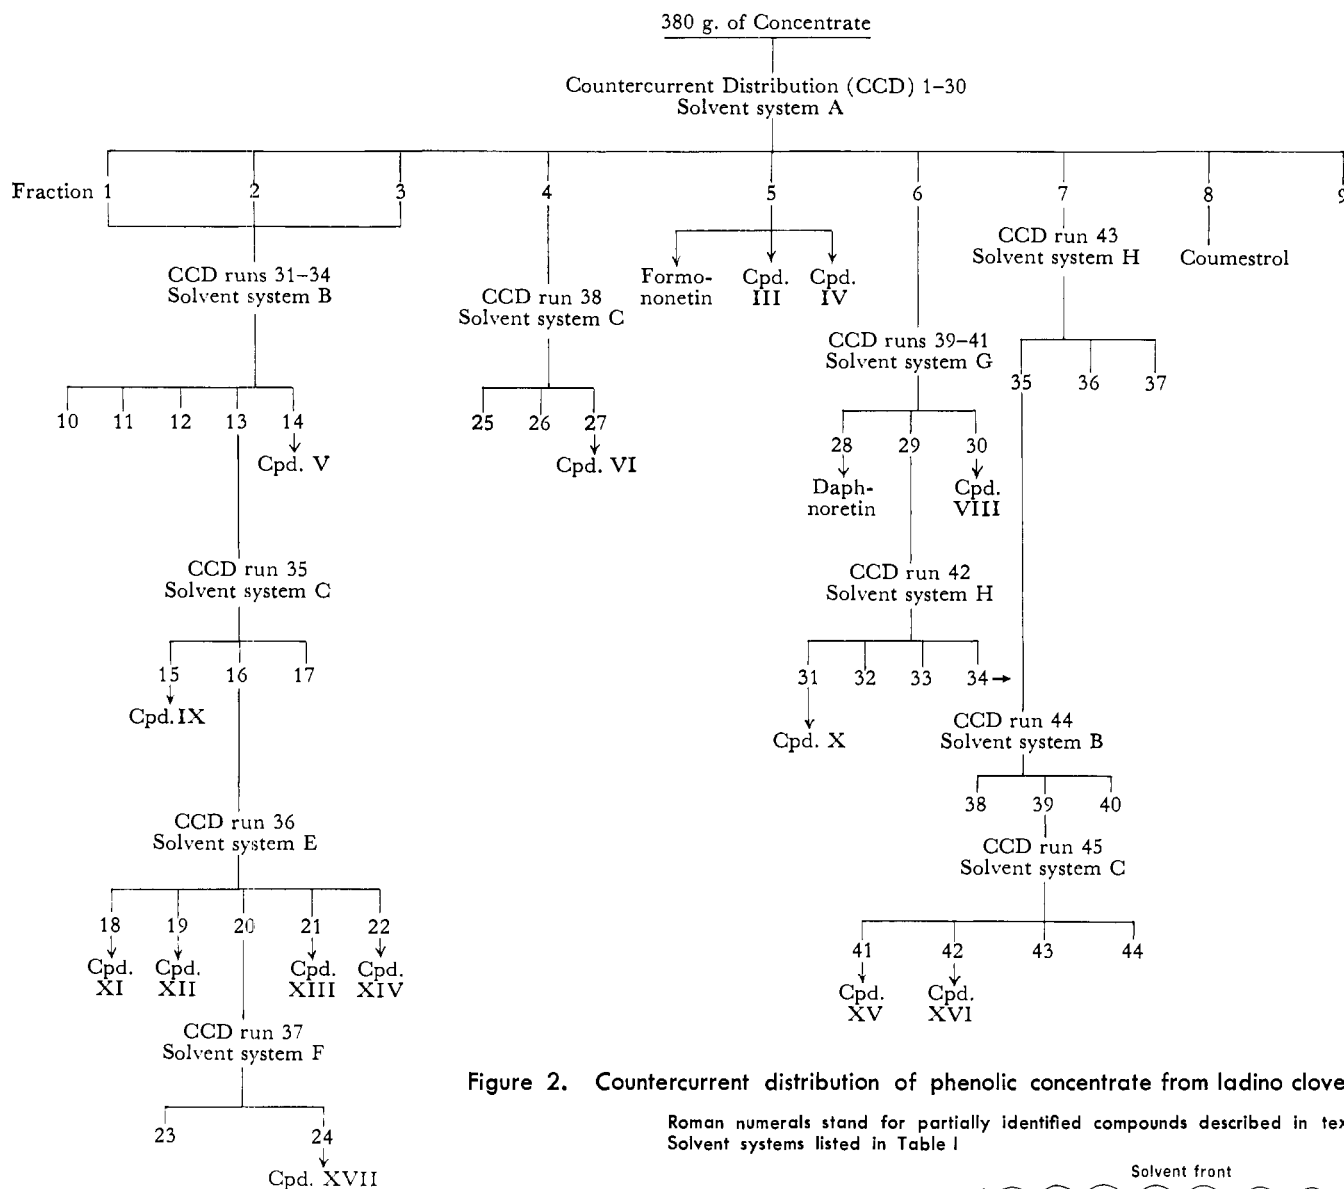 380 g. of Concentrate
Countercurrent Distribution (CCD) 1–30
Solvent system A
Fraction 1 2 3 4 5 6 7 8 9
CCD runs 31–34
Solvent system B
10 11 12 13 14
Cpd. V
CCD run 35
Solvent system C
15 16 17
Cpd. IX
CCD run 36
Solvent system E
18 19 20 21 22
Cpd. XI
Cpd. XII
Cpd. XIII
Cpd. XIV
CCD run 37
Solvent system F
23 24
Cpd. XVII
CCD run 38
Solvent system C
25 26 27
Cpd. VI
Formo-
nonetin
Cpd. III
Cpd. IV
CCD runs 39–41
Solvent system G
28 29 30
Daph-
noretin
Cpd. VIII
CCD run 42
Solvent system H
31 32 33 34
Cpd. X
CCD run 43
Solvent system H
35 36 37
CCD run 44
Solvent system B
38 39 40
CCD run 45
Solvent system C
41 42 43 44
Cpd. XV
Cpd. XVI
Coumestrol
Figure 2. Countercurrent distribution of phenolic concentrate from ladino clove
Roman numerals stand for partially identified compounds described in tex
Solvent systems listed in Table I
Solvent front